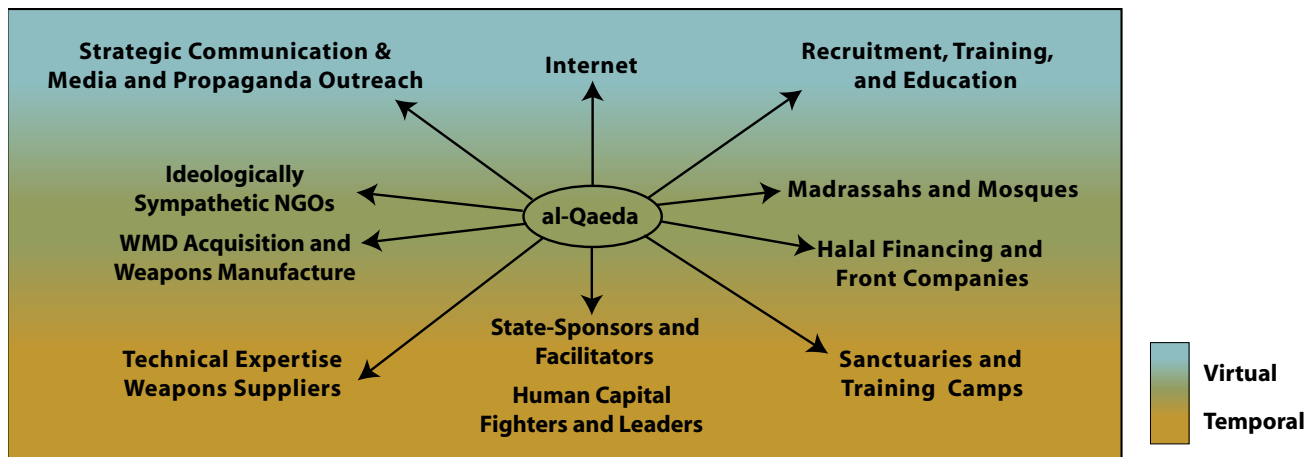 Strategic Communication &
Media and Propaganda Outreach
Internet
Recruitment, Training,
and Education
Ideologically
Sympathetic NGOs
al-Qaeda
Madrassahs and Mosques
WMD Acquisition and
Weapons Manufacture
Halal Financing and
Front Companies
Technical Expertise
Weapons Suppliers
State-Sponsors and
Facilitators
Human Capital
Fighters and Leaders
Sanctuaries and
Training Camps
Virtual
Temporal